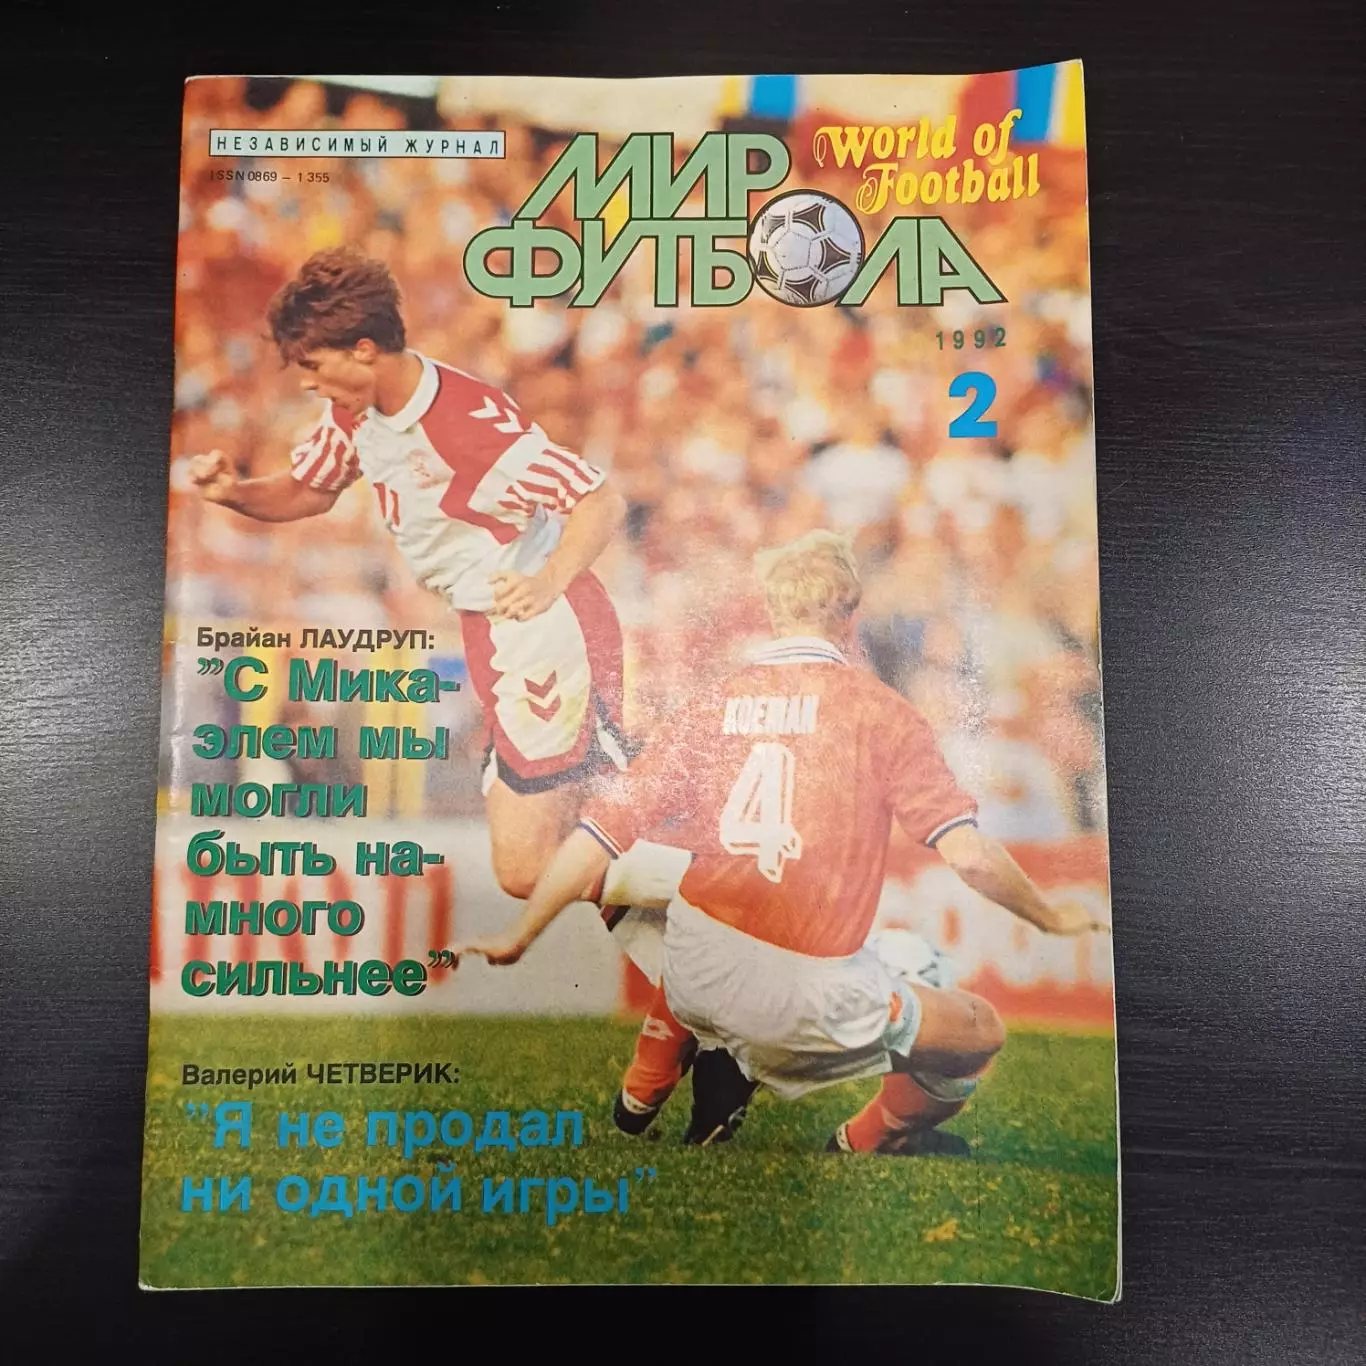 НЕЗАВИСИМЫЙ ЖУРНАЛ
ISSN 0869 – 1355
МИР
ФУТБОЛА
World of
Football
1992
2
Брайан ЛАУДРУП:
"С Мика-
элем мы
могли
быть на-
много
сильнее"
KOEMAN
4
11
Валерий ЧЕТВЕРИК:
"Я не продал
ни одной игры"